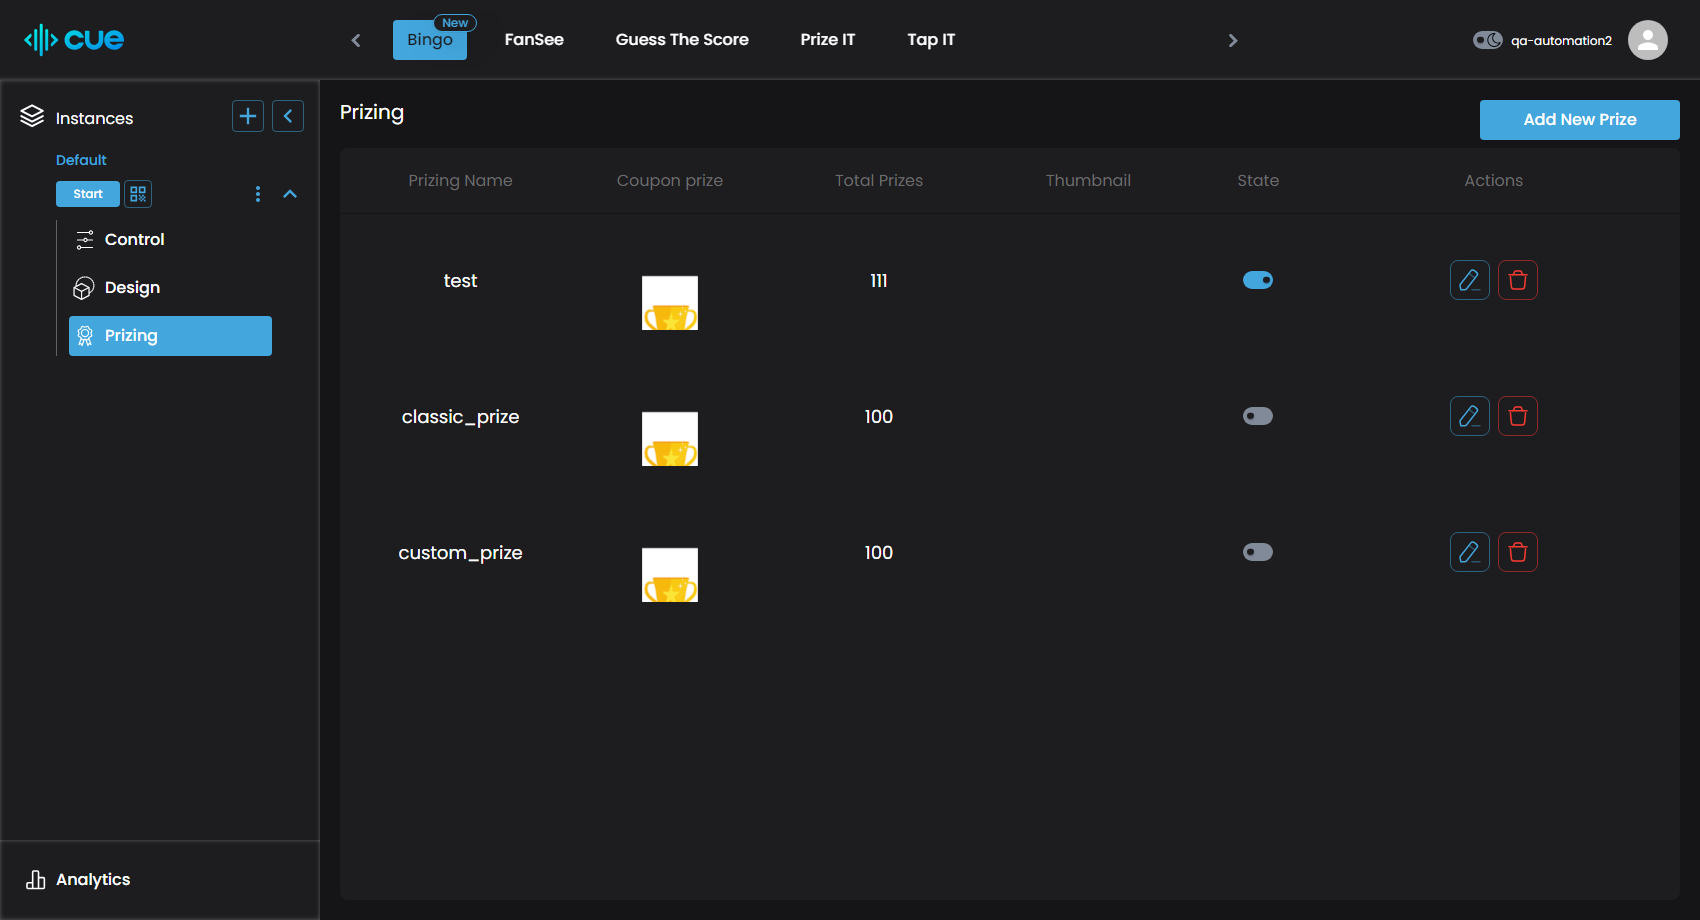 cue
Bingo
New
FanSee
Guess The Score
Prize IT
Tap IT
qa-automation2
Instances
Default
Start
Control
Design
Prizing
Analytics
Prizing
Add New Prize
Prizing Name Coupon prize Total Prizes Thumbnail State Actions
test 111
classic_prize 100
custom_prize 100